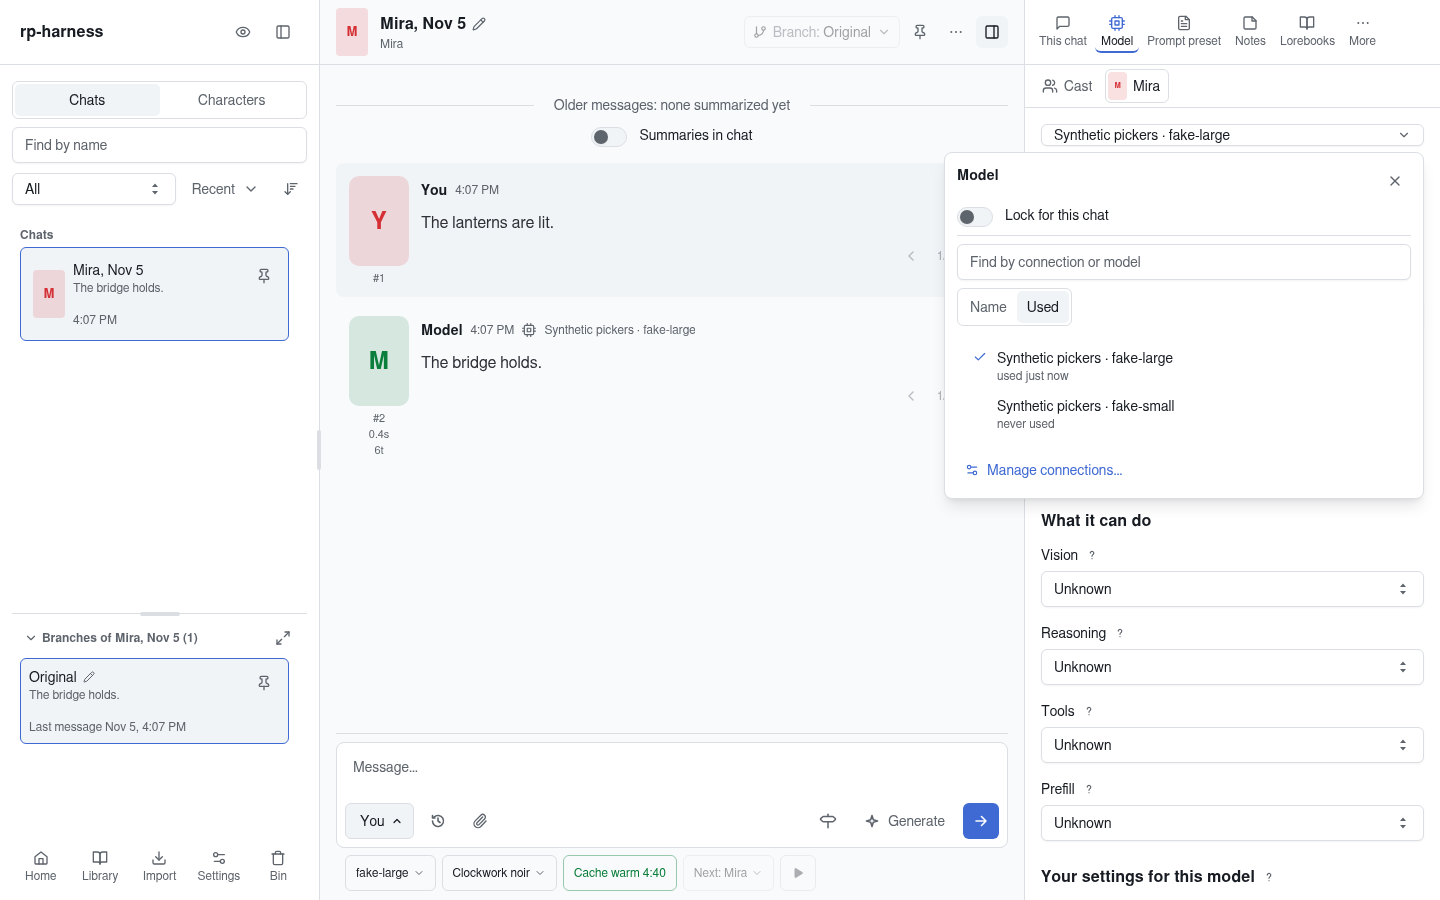 rp-harness
Chats
Characters
Find by name
All
Recent
Chats
M
Mira, Nov 5
The bridge holds.
4:07 PM
Branches of Mira, Nov 5 (1)
Original
The bridge holds.
Last message Nov 5, 4:07 PM
Home
Library
Import
Settings
Bin
M
Mira, Nov 5
Mira
Branch: Original
Older messages: none summarized yet
Summaries in chat
Y
You 4:07 PM
The lanterns are lit.
#1
1.
M
Model 4:07 PM Synthetic pickers · fake-large
The bridge holds.
#2
0.4s
6t
1.
Message...
You
Generate
fake-large
Clockwork noir
Cache warm 4:40
Next: Mira
This chat
Model
Prompt preset
Notes
Lorebooks
More
Cast
M
Mira
Synthetic pickers · fake-large
Model
Lock for this chat
Find by connection or model
Name
Used
Synthetic pickers · fake-large
used just now
Synthetic pickers · fake-small
never used
Manage connections...
What it can do
Vision ?
Unknown
Reasoning ?
Unknown
Tools ?
Unknown
Prefill ?
Unknown
Your settings for this model ?